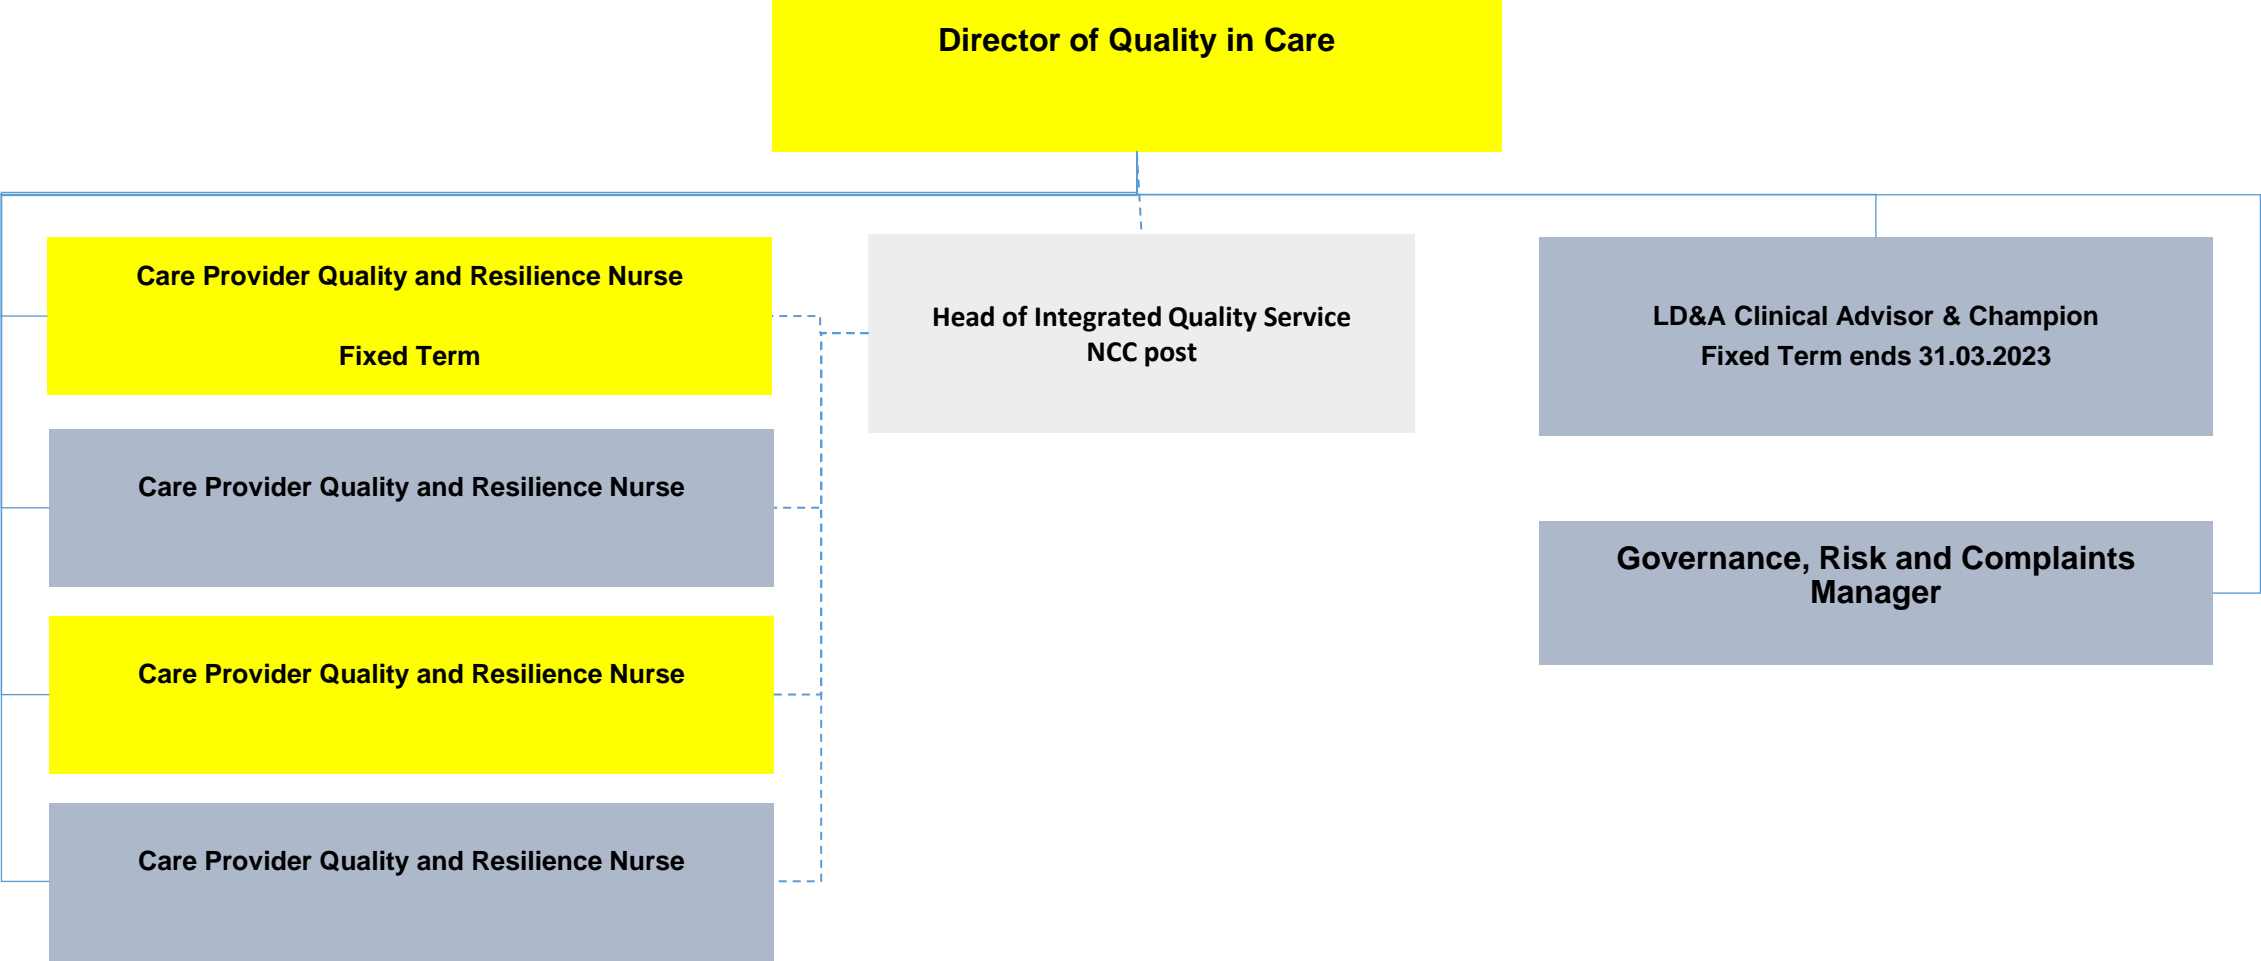 Director of Quality in Care
Care Provider Quality and Resilience Nurse
Fixed Term
Care Provider Quality and Resilience Nurse
Care Provider Quality and Resilience Nurse
Care Provider Quality and Resilience Nurse
Head of Integrated Quality Service
NCC post
LD&A Clinical Advisor & Champion
Fixed Term ends 31.03.2023
Governance, Risk and Complaints
Manager